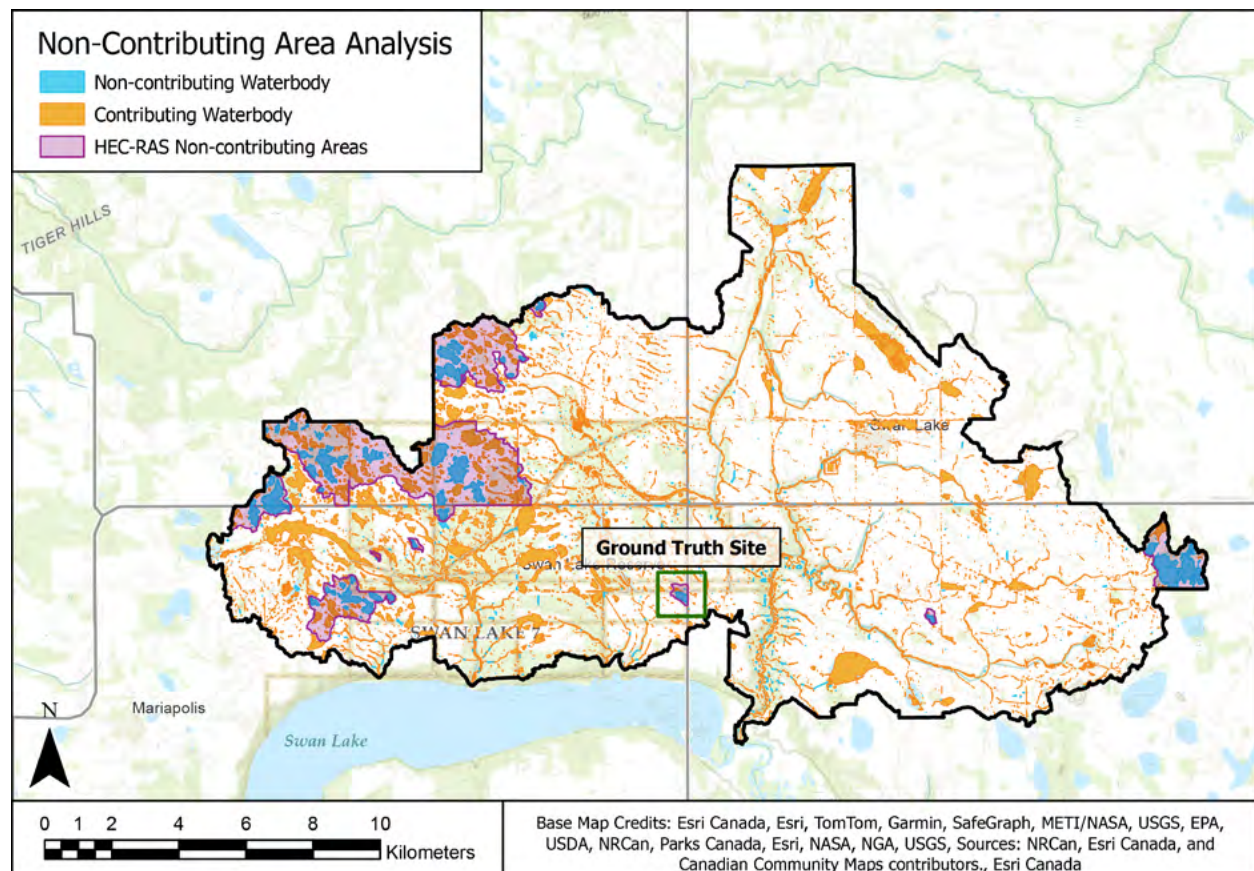 Non-Contributing Area Analysis
Non-contributing Waterbody
Contributing Waterbody
HEC-RAS Non-contributing Areas
TIGER HILLS
Swan Lake
Ground Truth Site
Swan Lake Reserve
SWAN LAKE 7
N
Mariapolis
Swan Lake
0 1 2 4 6 8 10
Kilometers
Base Map Credits: Esri Canada, Esri, TomTom, Garmin, SafeGraph, METI/NASA, USGS, EPA,
USDA, NRCan, Parks Canada, Esri, NASA, NGA, USGS, Sources: NRCan, Esri Canada, and
Canadian Community Maps contributors., Esri Canada